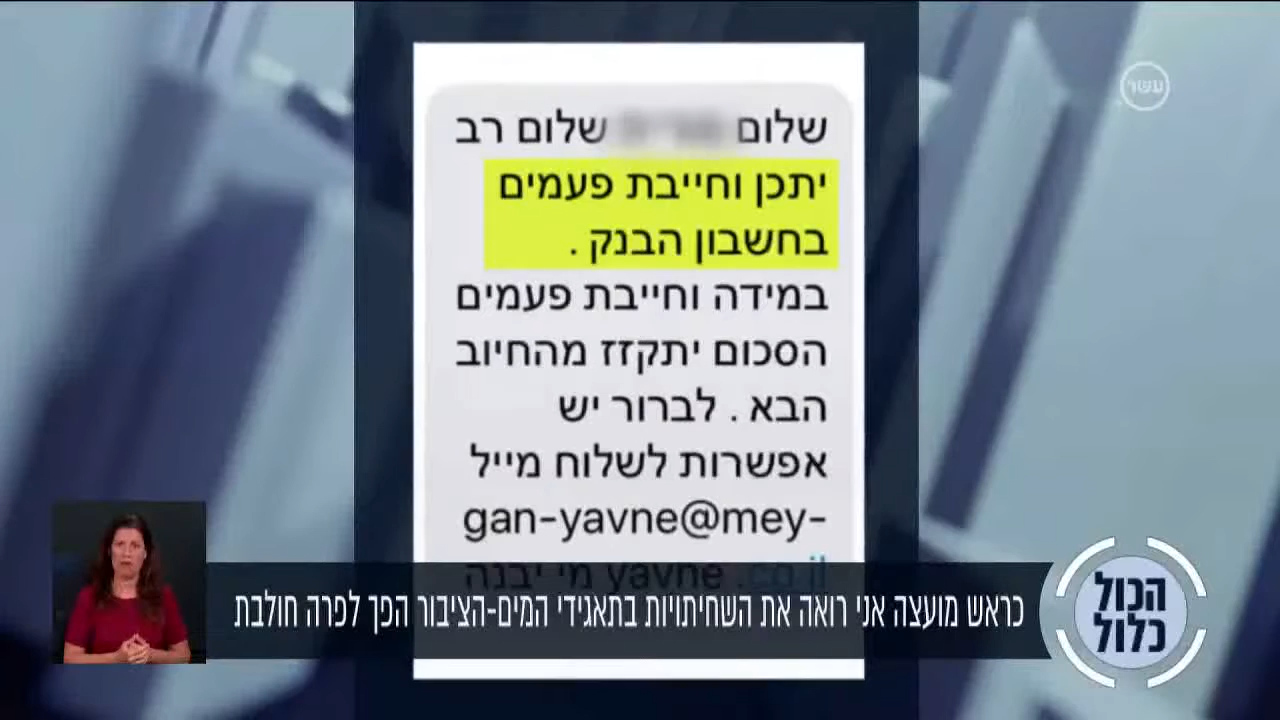 עשר
שלום שלום רב
יתכן וחייבת פעמים
בחשבון הבנק .
במידה וחייבת פעמים
הסכום יתקזז מהחיוב
הבא . לברור יש
אפשרות לשלוח מייל
gan-yavne@mey-
yavne .co.il מי יבנה
כראש מועצה אני רואה את השחיתויות בתאגידי המים-הציבור הפך לפרה חולבת
הכול
כלול